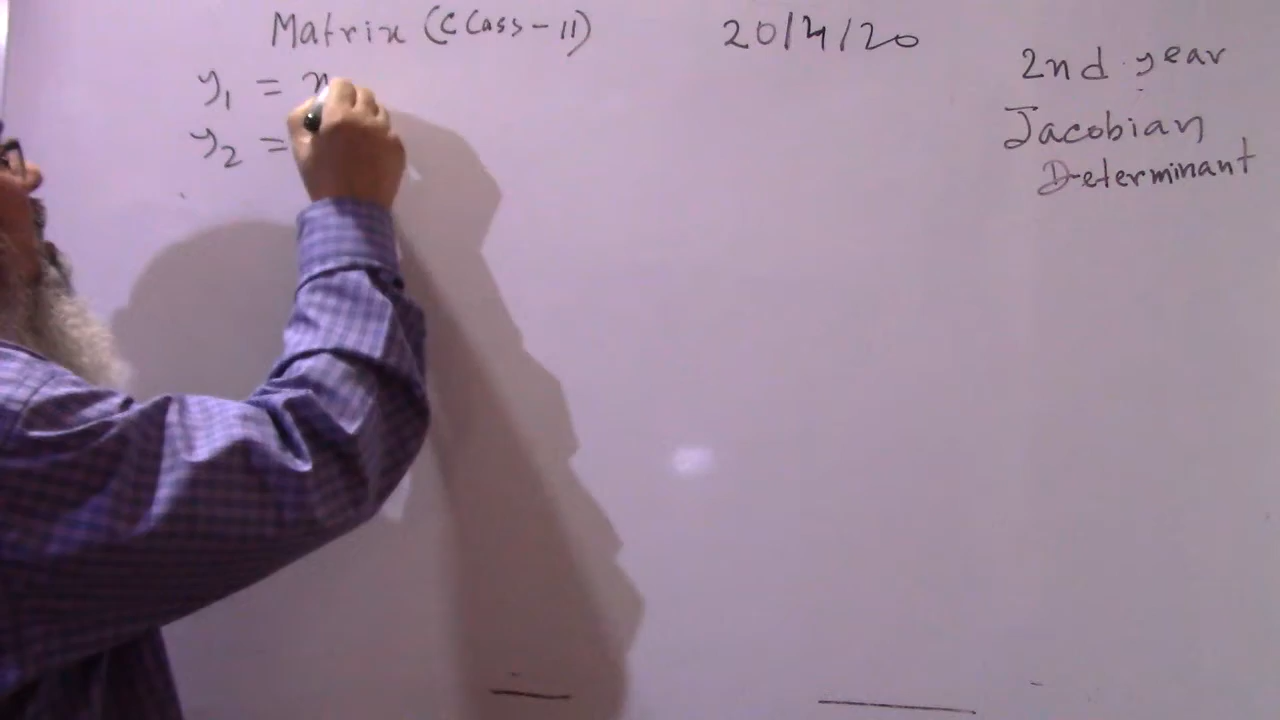 Matrix (Class-11) 20/4/20
2nd year
Jacobian
Determinant
y₁ = x
y₂ =